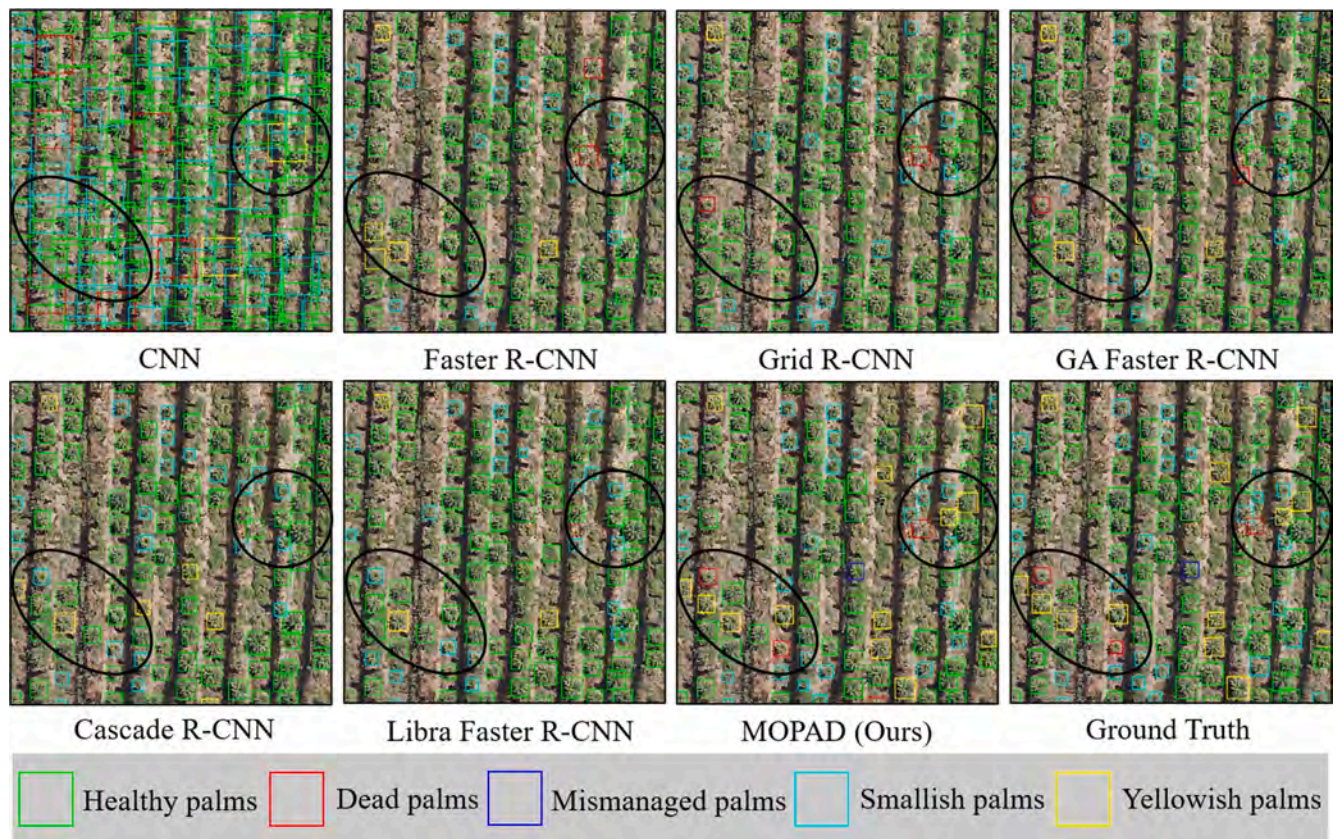 CNN
Faster R-CNN
Grid R-CNN
GA Faster R-CNN
Cascade R-CNN
Libra Faster R-CNN
MOPAD (Ours)
Ground Truth
Healthy palms
Dead palms
Mismanaged palms
Smallish palms
Yellowish palms